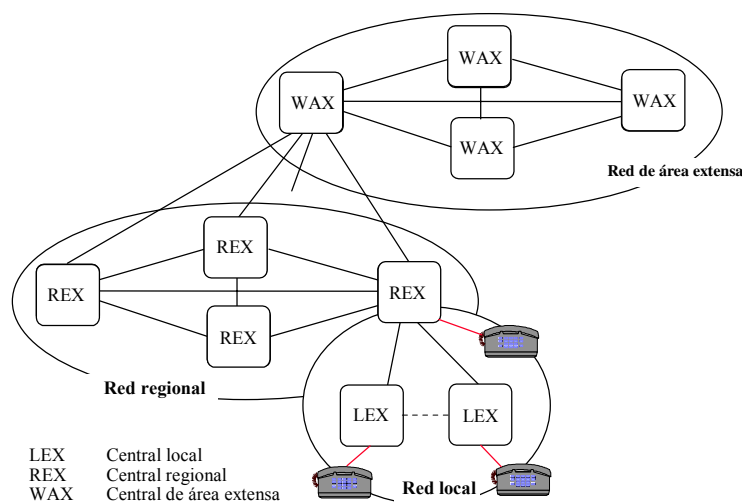 WAX
WAX
WAX
WAX
Red de área extensa
REX
REX
REX
REX
Red regional
LEX
LEX
Red local
LEX Central local
REX Central regional
WAX Central de área extensa